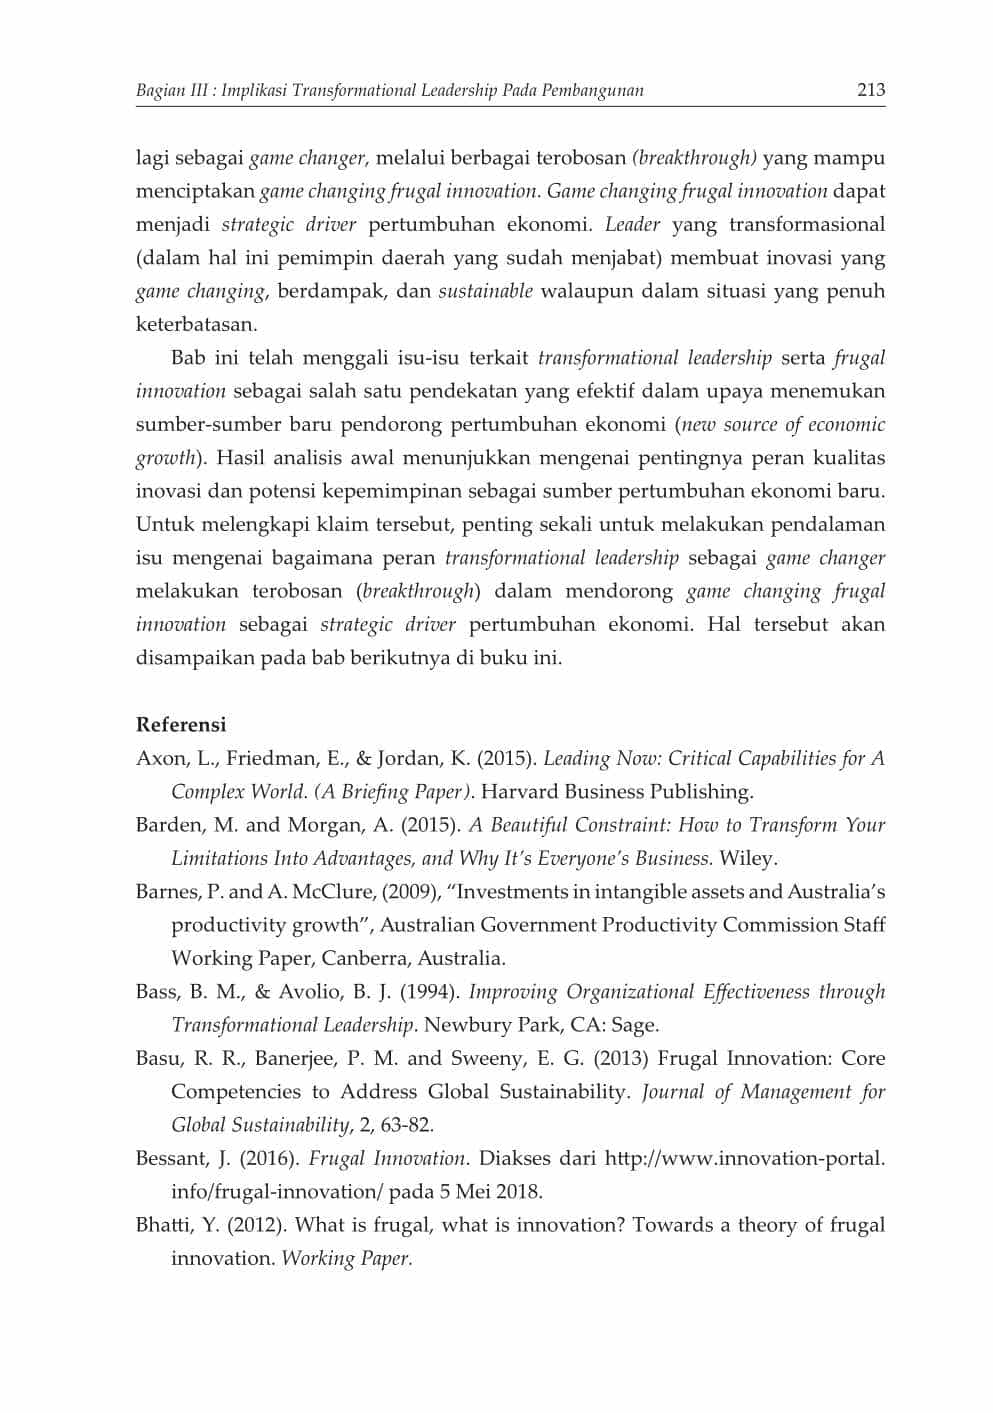 Bagian III : Implikasi Transformational Leadership Pada Pembangunan 213
lagi sebagai game changer, melalui berbagai terobosan (breakthrough) yang mampu
menciptakan game changing frugal innovation. Game changing frugal innovation dapat
menjadi strategic driver pertumbuhan ekonomi. Leader yang transformasional
(dalam hal ini pemimpin daerah yang sudah menjabat) membuat inovasi yang
game changing, berdampak, dan sustainable walaupun dalam situasi yang penuh
keterbatasan.
Bab ini telah menggali isu-isu terkait transformational leadership serta frugal
innovation sebagai salah satu pendekatan yang efektif dalam upaya menemukan
sumber-sumber baru pendorong pertumbuhan ekonomi (new source of economic
growth). Hasil analisis awal menunjukkan mengenai pentingnya peran kualitas
inovasi dan potensi kepemimpinan sebagai sumber pertumbuhan ekonomi baru.
Untuk melengkapi klaim tersebut, penting sekali untuk melakukan pendalaman
isu mengenai bagaimana peran transformational leadership sebagai game changer
melakukan terobosan (breakthrough) dalam mendorong game changing frugal
innovation sebagai strategic driver pertumbuhan ekonomi. Hal tersebut akan
disampaikan pada bab berikutnya di buku ini.
Referensi
Axon, L., Friedman, E., & Jordan, K. (2015). Leading Now: Critical Capabilities for A
Complex World. (A Briefing Paper). Harvard Business Publishing.
Barden, M. and Morgan, A. (2015). A Beautiful Constraint: How to Transform Your
Limitations Into Advantages, and Why It's Everyone's Business. Wiley.
Barnes, P. and A. McClure, (2009), "Investments in intangible assets and Australia's
productivity growth", Australian Government Productivity Commission Staff
Working Paper, Canberra, Australia.
Bass, B. M., & Avolio, B. J. (1994). Improving Organizational Effectiveness through
Transformational Leadership. Newbury Park, CA: Sage.
Basu, R. R., Banerjee, P. M. and Sweeny, E. G. (2013) Frugal Innovation: Core
Competencies to Address Global Sustainability. Journal of Management for
Global Sustainability, 2, 63-82.
Bessant, J. (2016). Frugal Innovation. Diakses dari http://www.innovation-portal.
info/frugal-innovation/ pada 5 Mei 2018.
Bhatti, Y. (2012). What is frugal, what is innovation? Towards a theory of frugal
innovation. Working Paper.